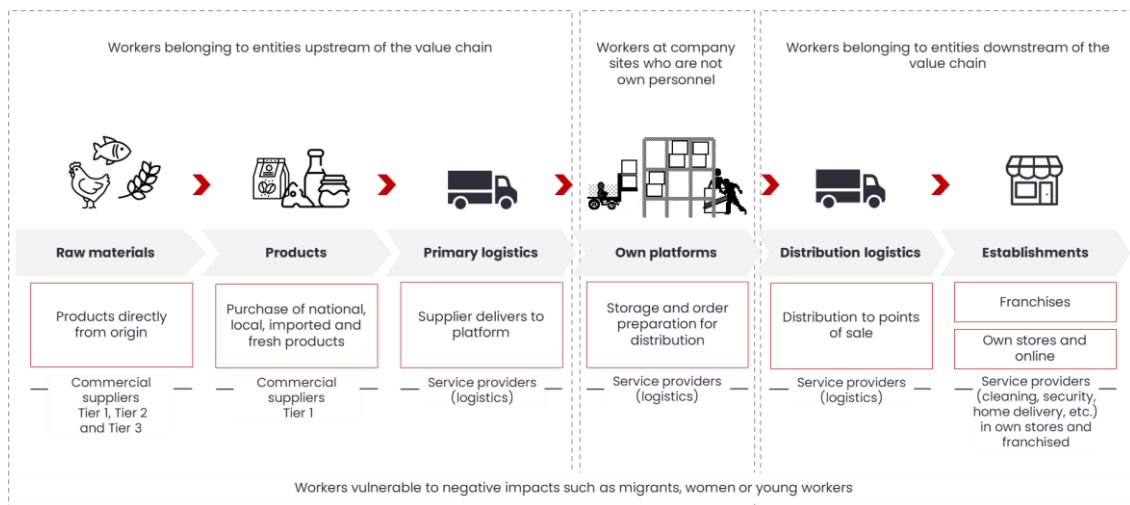 Workers belonging to entities upstream of the value chain
Workers at company
sites who are not
own personnel
Workers belonging to entities downstream of the
value chain
Raw materials
Products
Primary logistics
Own platforms
Distribution logistics
Establishments
Products directly
from origin
Purchase of national,
local, imported and
fresh products
Supplier delivers to
platform
Storage and order
preparation for
distribution
Distribution to points
of sale
Franchises
Own stores and
online
Commercial
suppliers
Tier 1, Tier 2
and Tier 3
Commercial
suppliers
Tier 1
Service providers
(logistics)
Service providers
(logistics)
Service providers
(logistics)
Service providers
(cleaning, security,
home delivery, etc.)
in own stores and
franchised
Workers vulnerable to negative impacts such as migrants, women or young workers